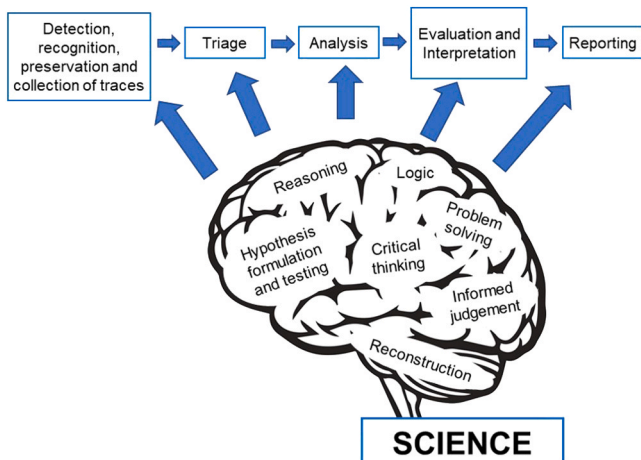 Detection,
recognition,
preservation and
collection of traces
Triage
Analysis
Evaluation and
Interpretation
Reporting
Reasoning
Logic
Problem
solving
Hypothesis
formulation
and testing
Critical
thinking
Informed
judgement
Reconstruction
SCIENCE